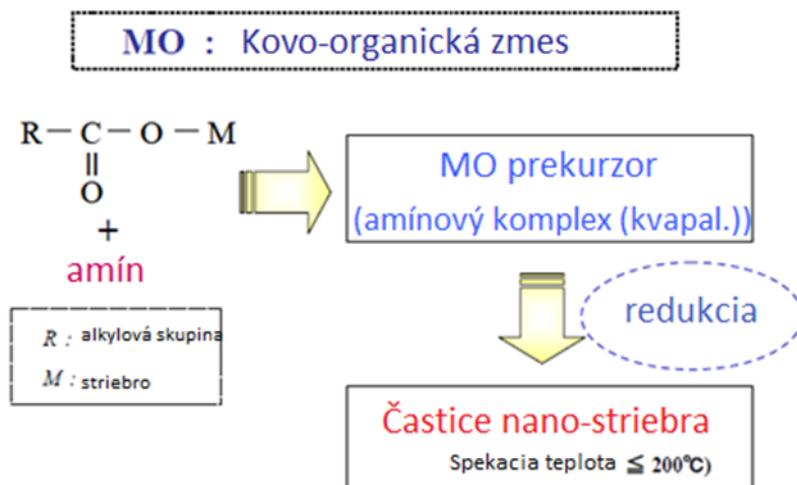 MO : Kovo-organická zmes
R — C — O — M
||
O
+
amín
R : alkylová skupina
M : striebro
MO prekurzor
(amínový komplex (kvapal.))
redukcia
Častice nano-striebra
Spekacia teplota ≦ 200℃)